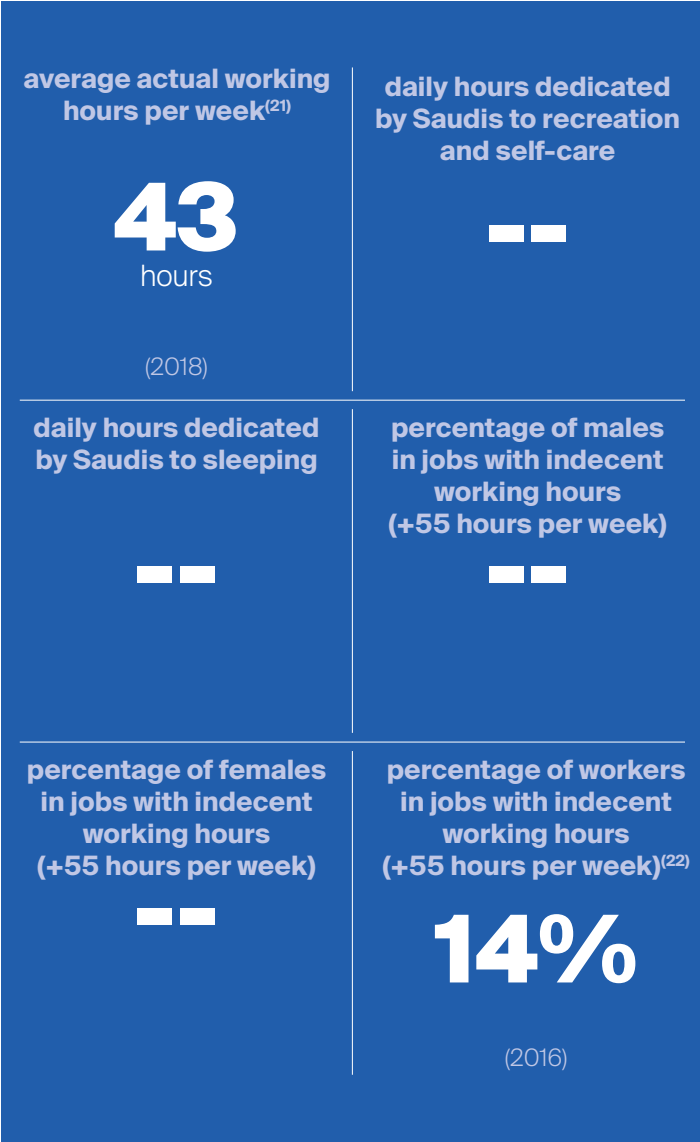 average actual working
hours per week(21)
43
hours
(2018)
daily hours dedicated
by Saudis to recreation
and self-care
--
daily hours dedicated
by Saudis to sleeping
--
percentage of males
in jobs with indecent
working hours
(+55 hours per week)
--
percentage of females
in jobs with indecent
working hours
(+55 hours per week)
--
percentage of workers
in jobs with indecent
working hours
(+55 hours per week)(22)
14%
(2016)